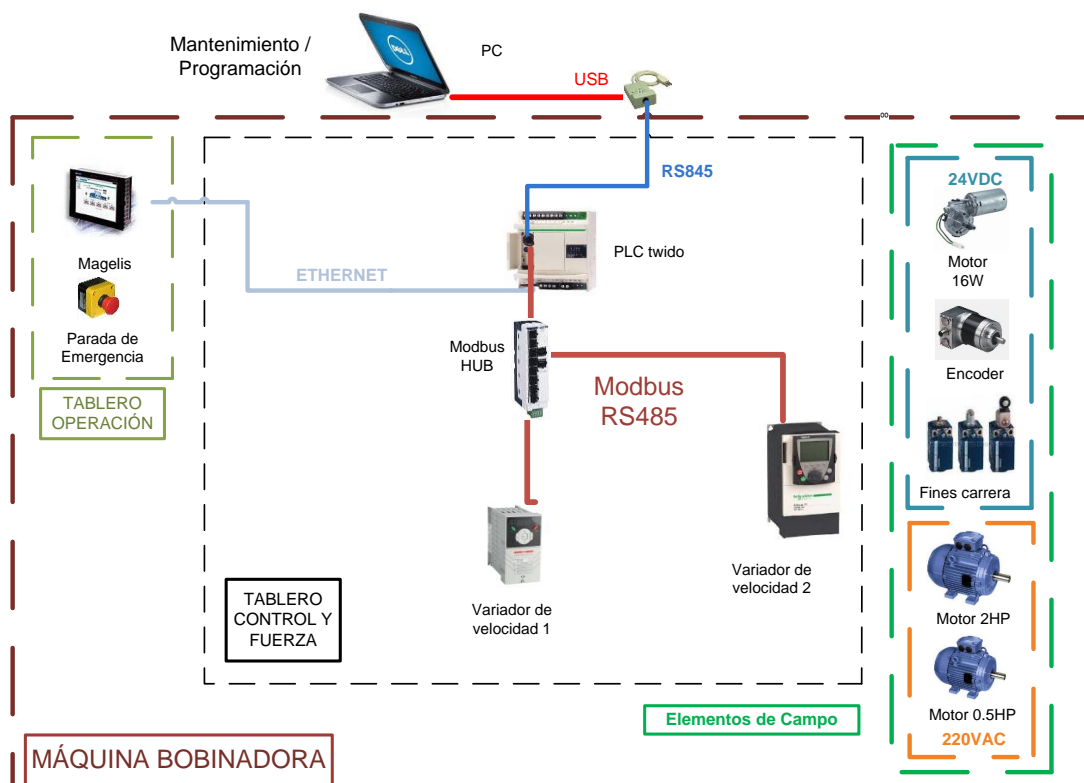 Mantenimiento /
Programación
PC
USB
DELL
RS845
24VDC
Motor
16W
PLC twido
Magelis
ETHERNET
Parada de
Emergencia
Modbus
HUB
Encoder
TABLERO
OPERACIÓN
Modbus
RS485
Fines carrera
Variador de
velocidad 2
Variador de
velocidad 1
TABLERO
CONTROL Y
FUERZA
Motor 2HP
Elementos de Campo
Motor 0.5HP
220VAC
MÁQUINA BOBINADORA